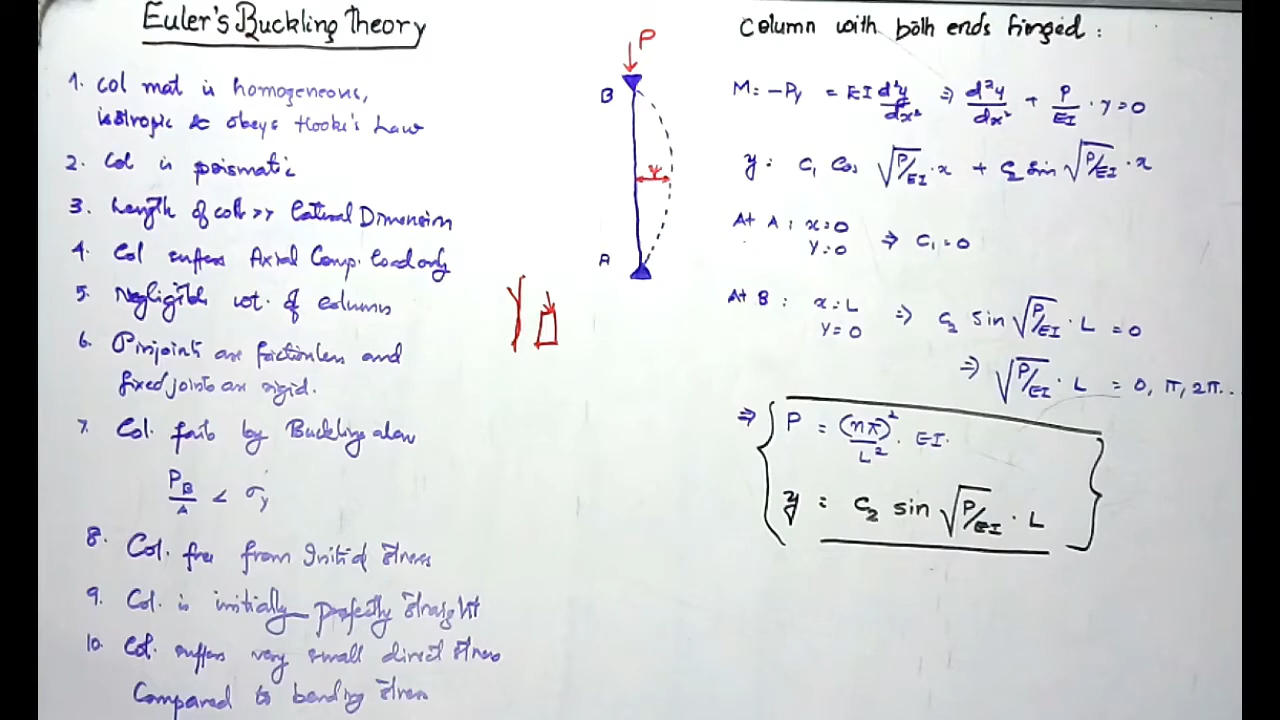 Euler's Buckling Theory
1. Col mat is homogeneous,
isotropic & obeys Hooke's Law
2. Col is prismatic
3. Length of col >> lateral Dimension
4. Col suffers Axial Comp. load only
5. Negligible wt. of column
6. Pinjoints are frictionless and
fixed joints are rigid.
7. Col. fails by Buckling alone
P_B/A < σ_y
8. Col. free from Initial stress
9. Col. is initially perfectly straight
10. Col. suffers very small direct stress
Compared to bending stress
P
B
y
A
Column with both ends hinged :
M = -Py = EI d²y/dx² ⇒ d²y/dx² + P/EI · y = 0
y = C₁ Cos √P/EI · x + C₂ sin √P/EI · x
At A : x=0
y=0 ⇒ C₁ = 0
At B : x=L
y=0 ⇒ C₂ sin √P/EI · L = 0
⇒ √P/EI · L = 0, π, 2π..
⇒ P = (nπ)²/L² · EI
y = C₂ sin √P/EI · L